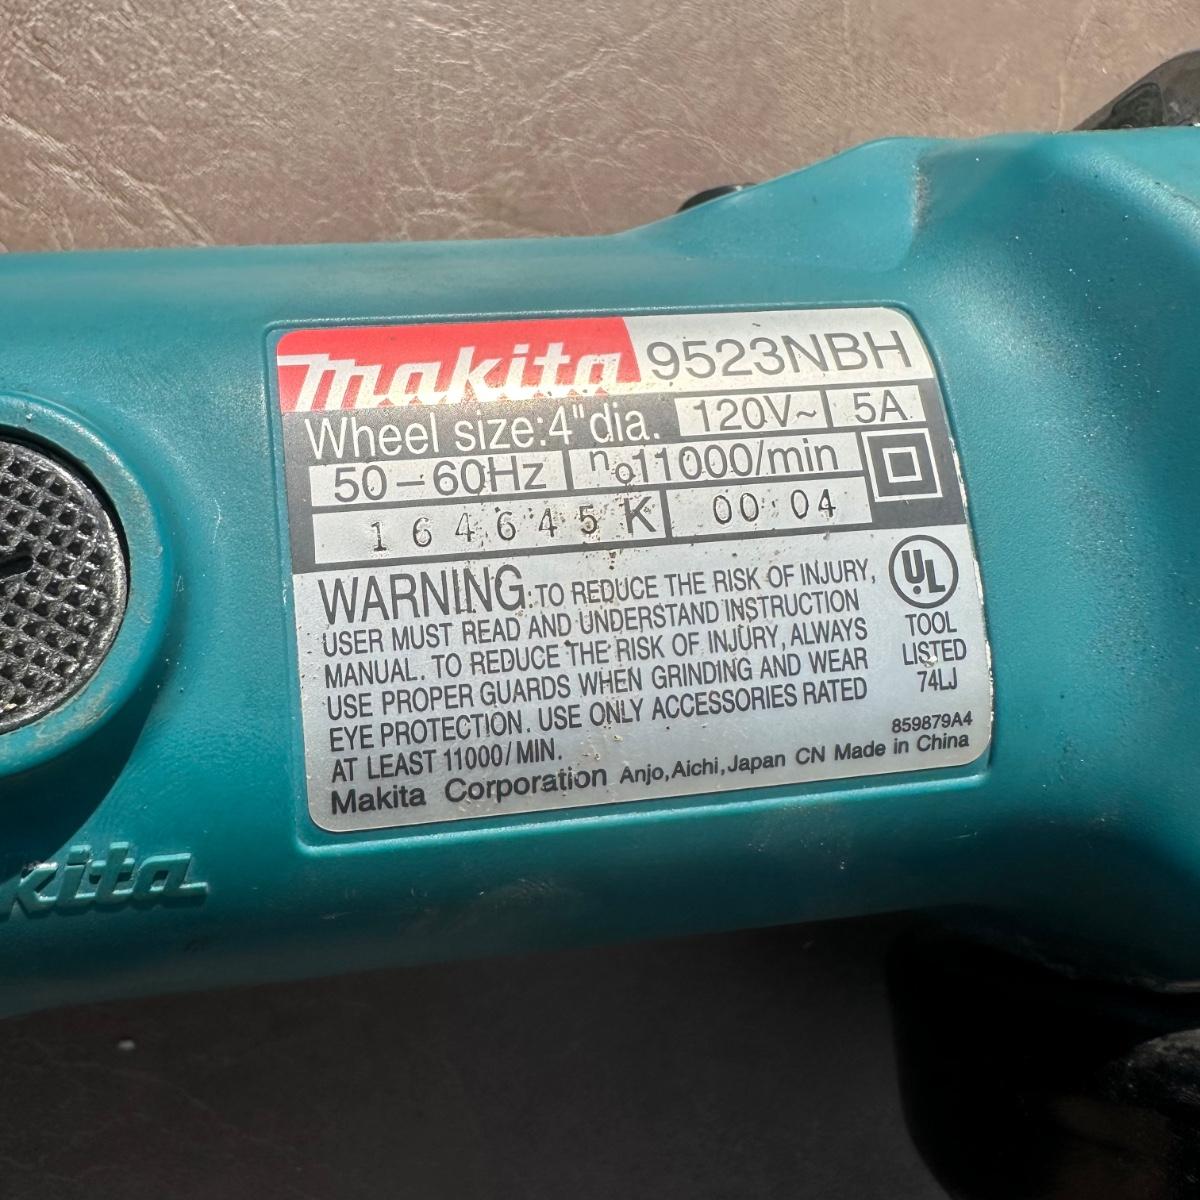 makita 9523NBH
Wheel size:4"dia. 120V~ 5A
50-60Hz no11000/min
164645 K 00 04
WARNING:TO REDUCE THE RISK OF INJURY,
USER MUST READ AND UNDERSTAND INSTRUCTION
MANUAL. TO REDUCE THE RISK OF INJURY, ALWAYS
USE PROPER GUARDS WHEN GRINDING AND WEAR
EYE PROTECTION. USE ONLY ACCESSORIES RATED
AT LEAST 11000/MIN.
UL
TOOL
LISTED
74LJ
859879A4
Makita Corporation Anjo,Aichi,Japan CN Made in China
kita